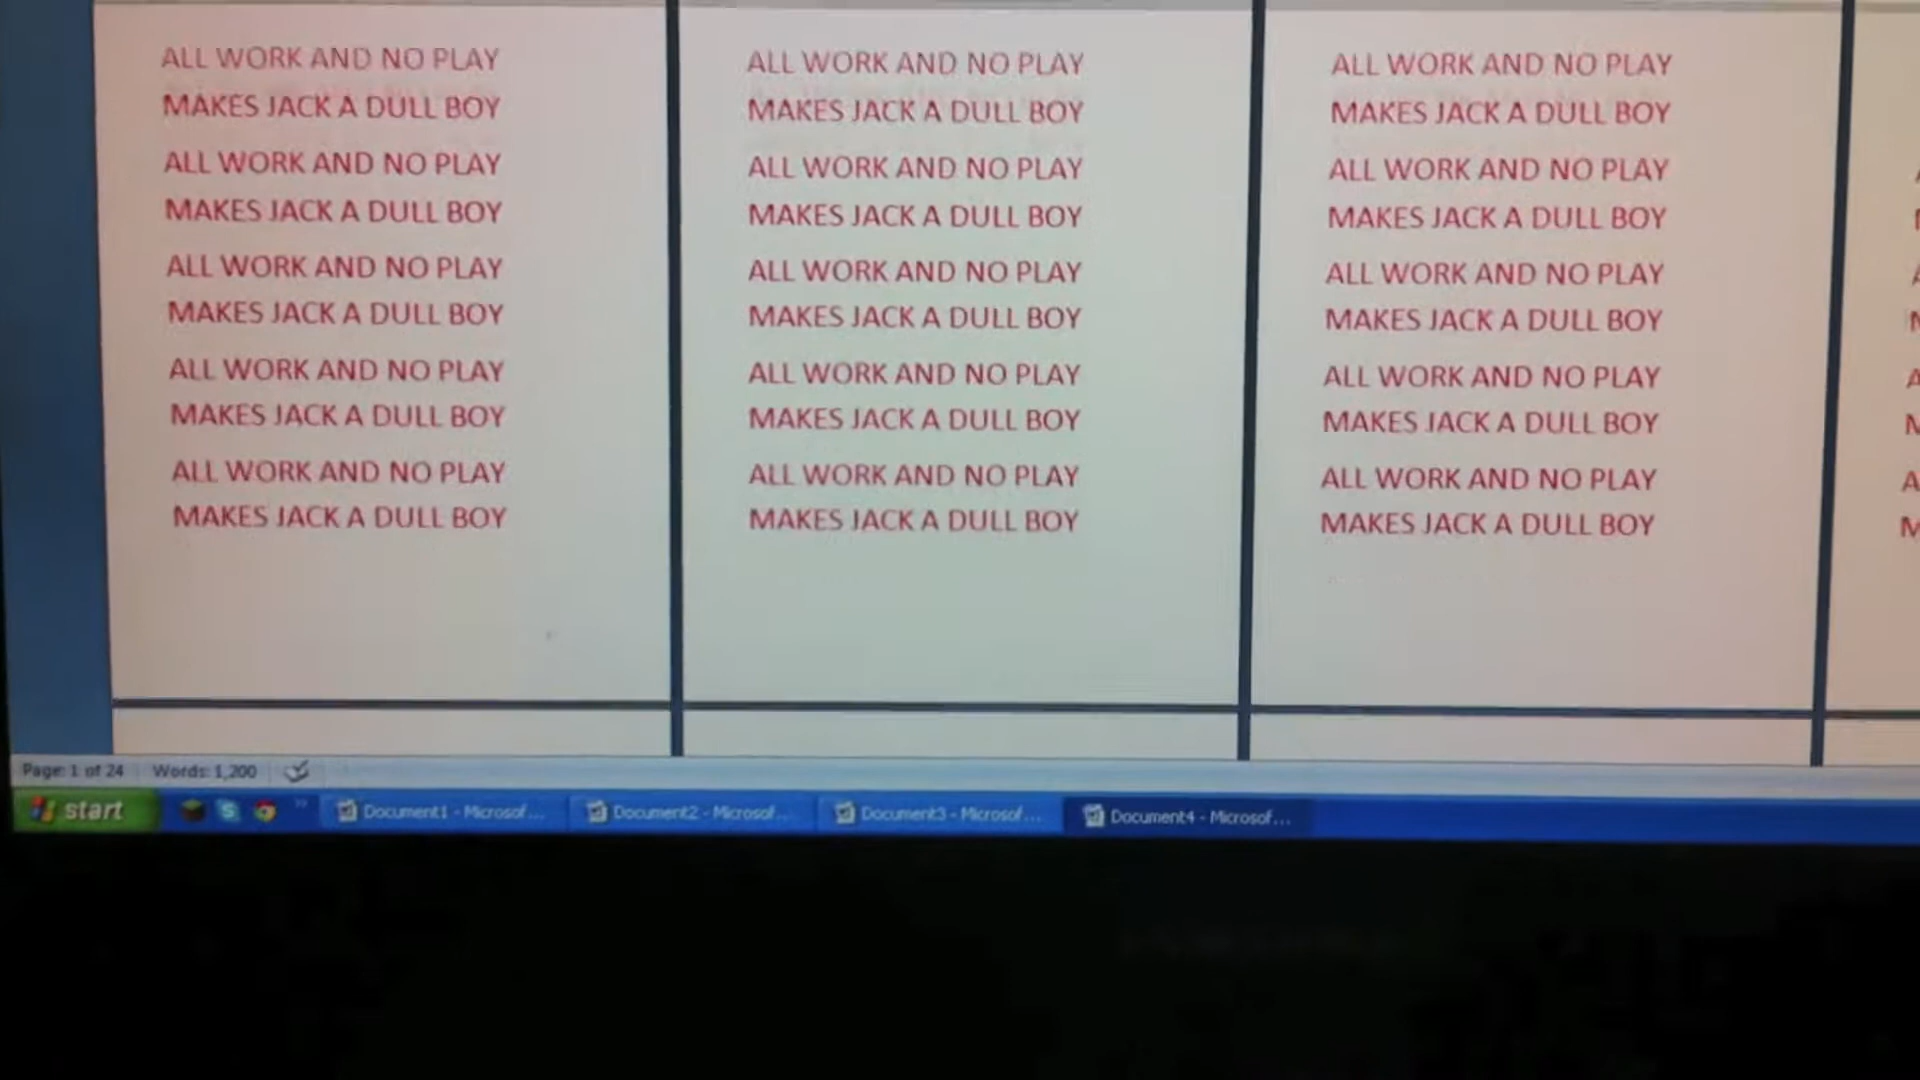 ALL WORK AND NO PLAY
MAKES JACK A DULL BOY
ALL WORK AND NO PLAY
MAKES JACK A DULL BOY
ALL WORK AND NO PLAY
MAKES JACK A DULL BOY
ALL WORK AND NO PLAY
MAKES JACK A DULL BOY
ALL WORK AND NO PLAY
MAKES JACK A DULL BOY
ALL WORK AND NO PLAY
MAKES JACK A DULL BOY
ALL WORK AND NO PLAY
MAKES JACK A DULL BOY
ALL WORK AND NO PLAY
MAKES JACK A DULL BOY
ALL WORK AND NO PLAY
MAKES JACK A DULL BOY
ALL WORK AND NO PLAY
MAKES JACK A DULL BOY
ALL WORK AND NO PLAY
MAKES JACK A DULL BOY
ALL WORK AND NO PLAY
MAKES JACK A DULL BOY
ALL WORK AND NO PLAY
MAKES JACK A DULL BOY
ALL WORK AND NO PLAY
MAKES JACK A DULL BOY
ALL WORK AND NO PLAY
MAKES JACK A DULL BOY
Page: 1 of 24 Words: 1,200
start Document1 - Microsof... Document2 - Microsof... Document3 - Microsof... Document4 - Microsof...